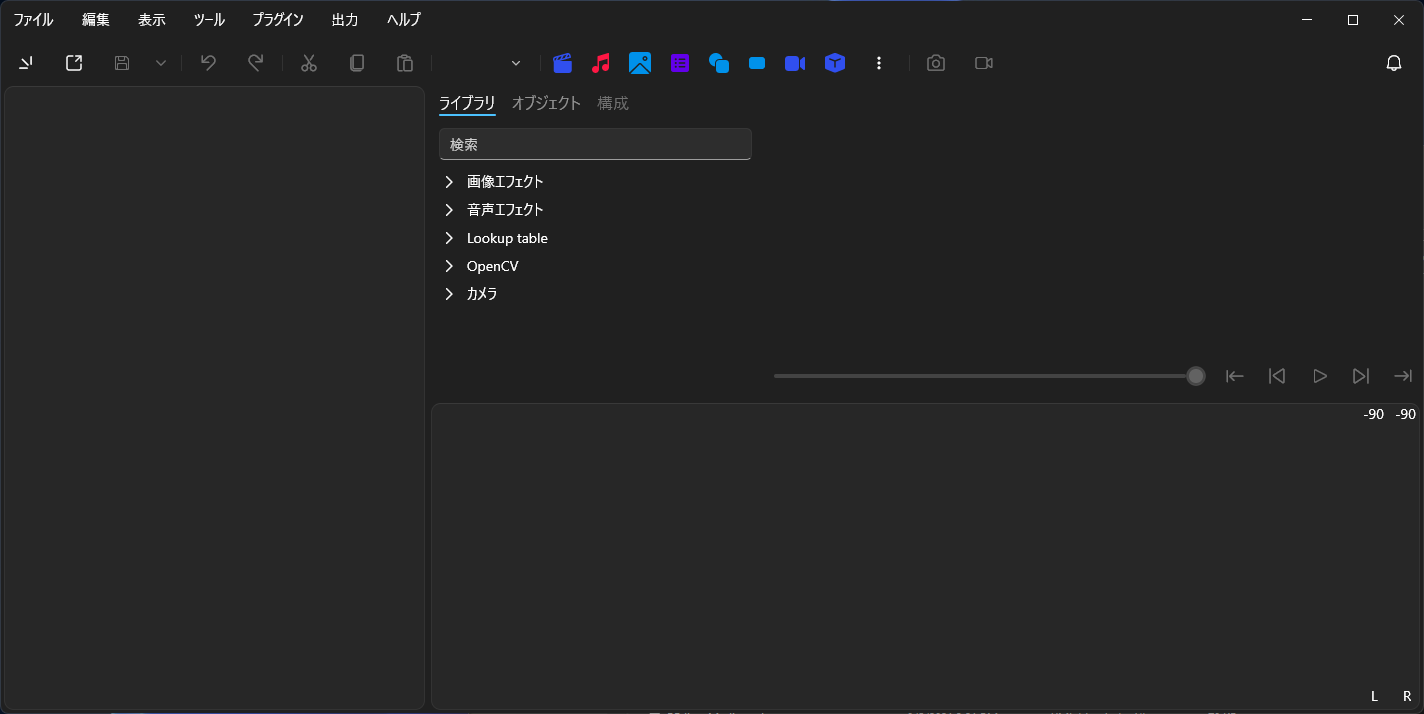 ファイル 編集 表示 ツール プラグイン 出力 ヘルプ
ライブラリ オブジェクト 構成
検索
画像エフェクト
音声エフェクト
Lookup table
OpenCV
カメラ
-90 -90
L R